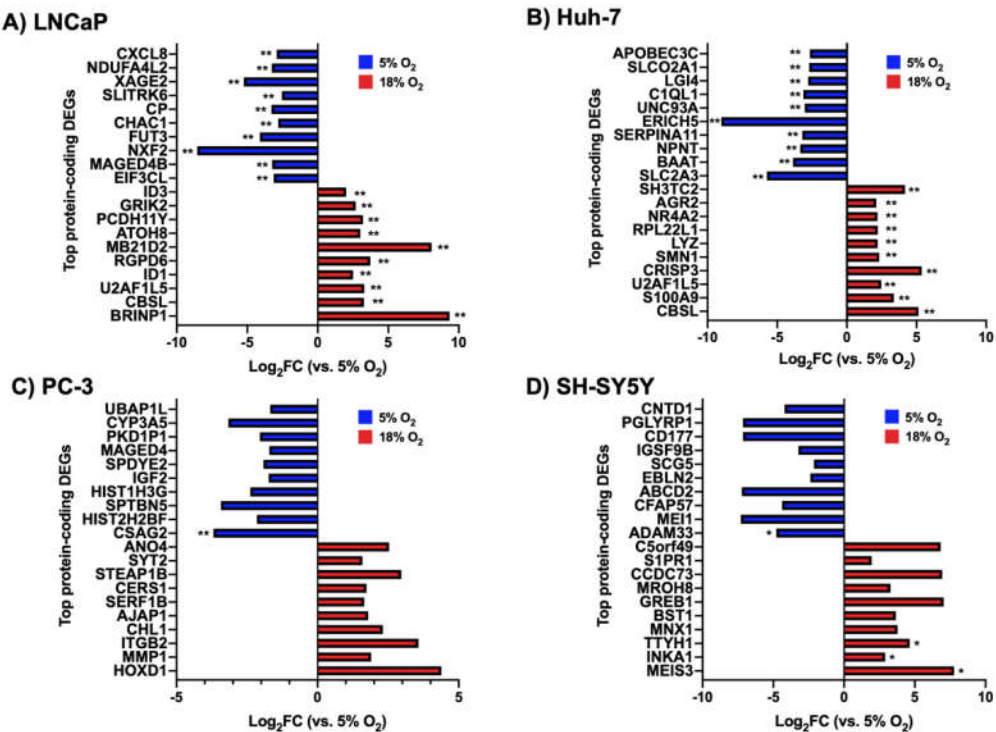 A) LNCaP
Top protein-coding DEGs
CXCL8 **
NDUFA4L2 **
XAGE2 **
SLITRK6 **
CP **
CHAC1 **
FUT3 **
NXF2 **
MAGED4B **
EIF3CL **
ID3 **
GRIK2 **
PCDH11Y **
ATOH8 **
MB21D2 **
RGPD6 **
ID1 **
U2AF1L5 **
CBSL **
BRINP1 **
5% O₂
18% O₂
-10 -5 0 5 10
Log₂FC (vs. 5% O₂)
B) Huh-7
Top protein-coding DEGs
APOBEC3C **
SLCO2A1 **
LGI4 **
C1QL1 **
UNC93A **
ERICH5 **
SERPINA11 **
NPNT **
BAAT **
SLC2A3 **
SH3TC2 **
AGR2 **
NR4A2 **
RPL22L1 **
LYZ **
SMN1 **
CRISP3 **
U2AF1L5 **
S100A9 **
CBSL **
5% O₂
18% O₂
-10 -5 0 5 10
Log₂FC (vs. 5% O₂)
C) PC-3
Top protein-coding DEGs
UBAP1L
CYP3A5
PKD1P1
MAGED4
SPDYE2
IGF2
HIST1H3G
SPTBN5
HIST2H2BF
CSAG2 **
ANO4
SYT2
STEAP1B
CERS1
SERF1B
AJAP1
CHL1
ITGB2
MMP1
HOXD1
5% O₂
18% O₂
-5 0 5
Log₂FC (vs. 5% O₂)
D) SH-SY5Y
Top protein-coding DEGs
CNTD1
PGLYRP1
CD177
IGSF9B
SCG5
EBLN2
ABCD2
CFAP57
MEI1
ADAM33 *
C5orf49
S1PR1
CCDC73
MROH8
GREB1
BST1
MNX1
TTYH1 *
INKA1 *
MEIS3 *
5% O₂
18% O₂
-10 -5 0 5 10
Log₂FC (vs. 5% O₂)